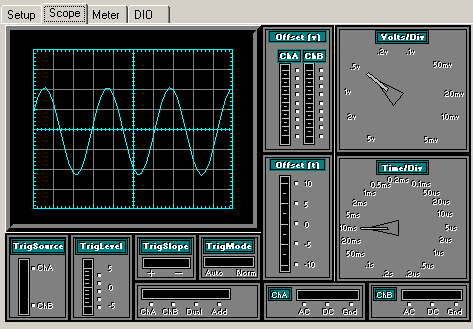 Setup Scope Meter DIO
Offset (v)
ChA ChB
Volts/Div
.2v .1v
.5v 50mv
1v 20mv
2v 10mv
5v 5mv
Offset (t)
10
5
0
-5
-10
Time/Div
0.5ms 0.2ms 0.1ms
1ms 50us
2ms 20us
5ms 10us
10ms 5us
20ms 2us
50ms 1us
.1s .5us
.2s .2us
TrigSource
ChA
ChB
TrigLevel
5
0
-5
TrigSlope
+ −
TrigMode
Auto Norm
ChA ChB Dual Add
ChA
AC DC Gnd
ChB
AC DC Gnd